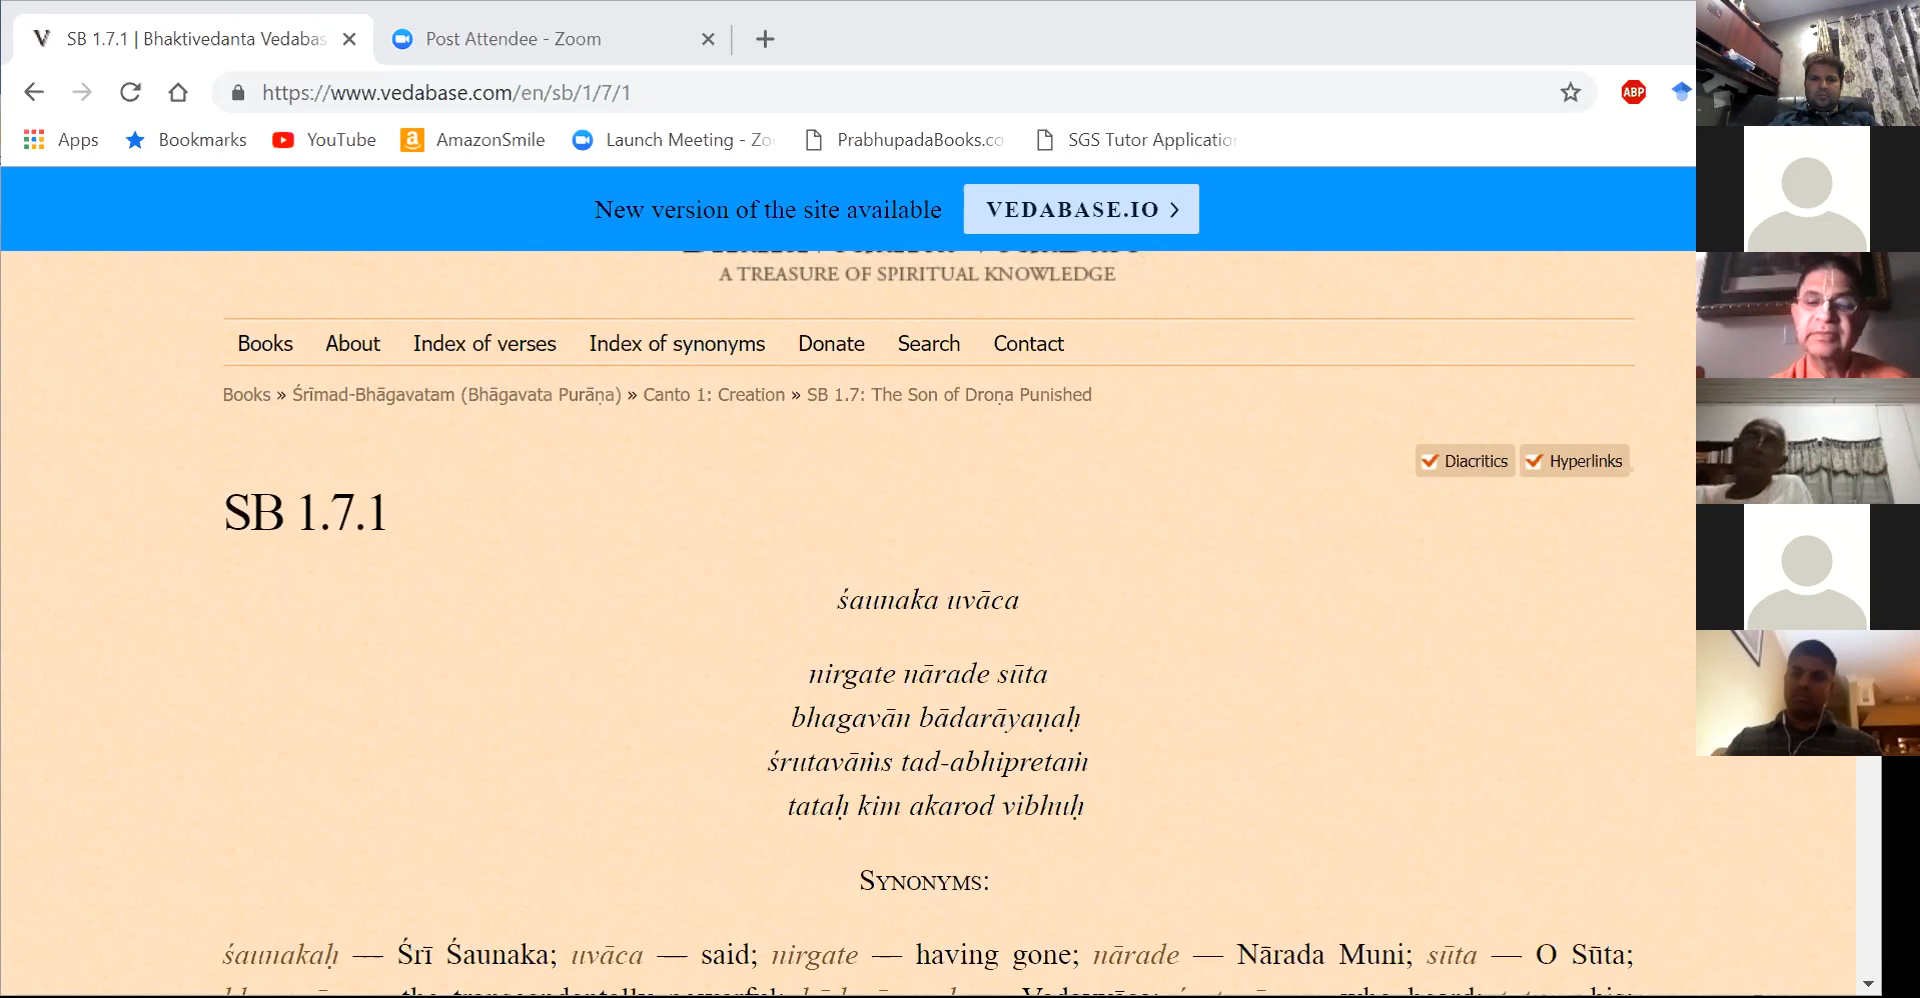 SB 1.7.1 | Bhaktivedanta Vedabas
Post Attendee - Zoom
https://www.vedabase.com/en/sb/1/7/1
ABP
Apps
Bookmarks
YouTube
AmazonSmile
Launch Meeting - Zo
PrabhupadaBooks.co
SGS Tutor Application
New version of the site available
VEDABASE.IO >
A TREASURE OF SPIRITUAL KNOWLEDGE
Books About Index of verses Index of synonyms Donate Search Contact
Books » Śrīmad-Bhāgavatam (Bhāgavata Purāṇa) » Canto 1: Creation » SB 1.7: The Son of Droṇa Punished
Diacritics Hyperlinks
SB 1.7.1
śaunaka uvāca
nirgate nārade sūta
bhagavān bādarāyaṇaḥ
śrutavāṁs tad-abhipretaṁ
tataḥ kim akarod vibhuḥ
SYNONYMS:
śaunakaḥ — Śrī Śaunaka; uvāca — said; nirgate — having gone; nārade — Nārada Muni; sūta — O Sūta;